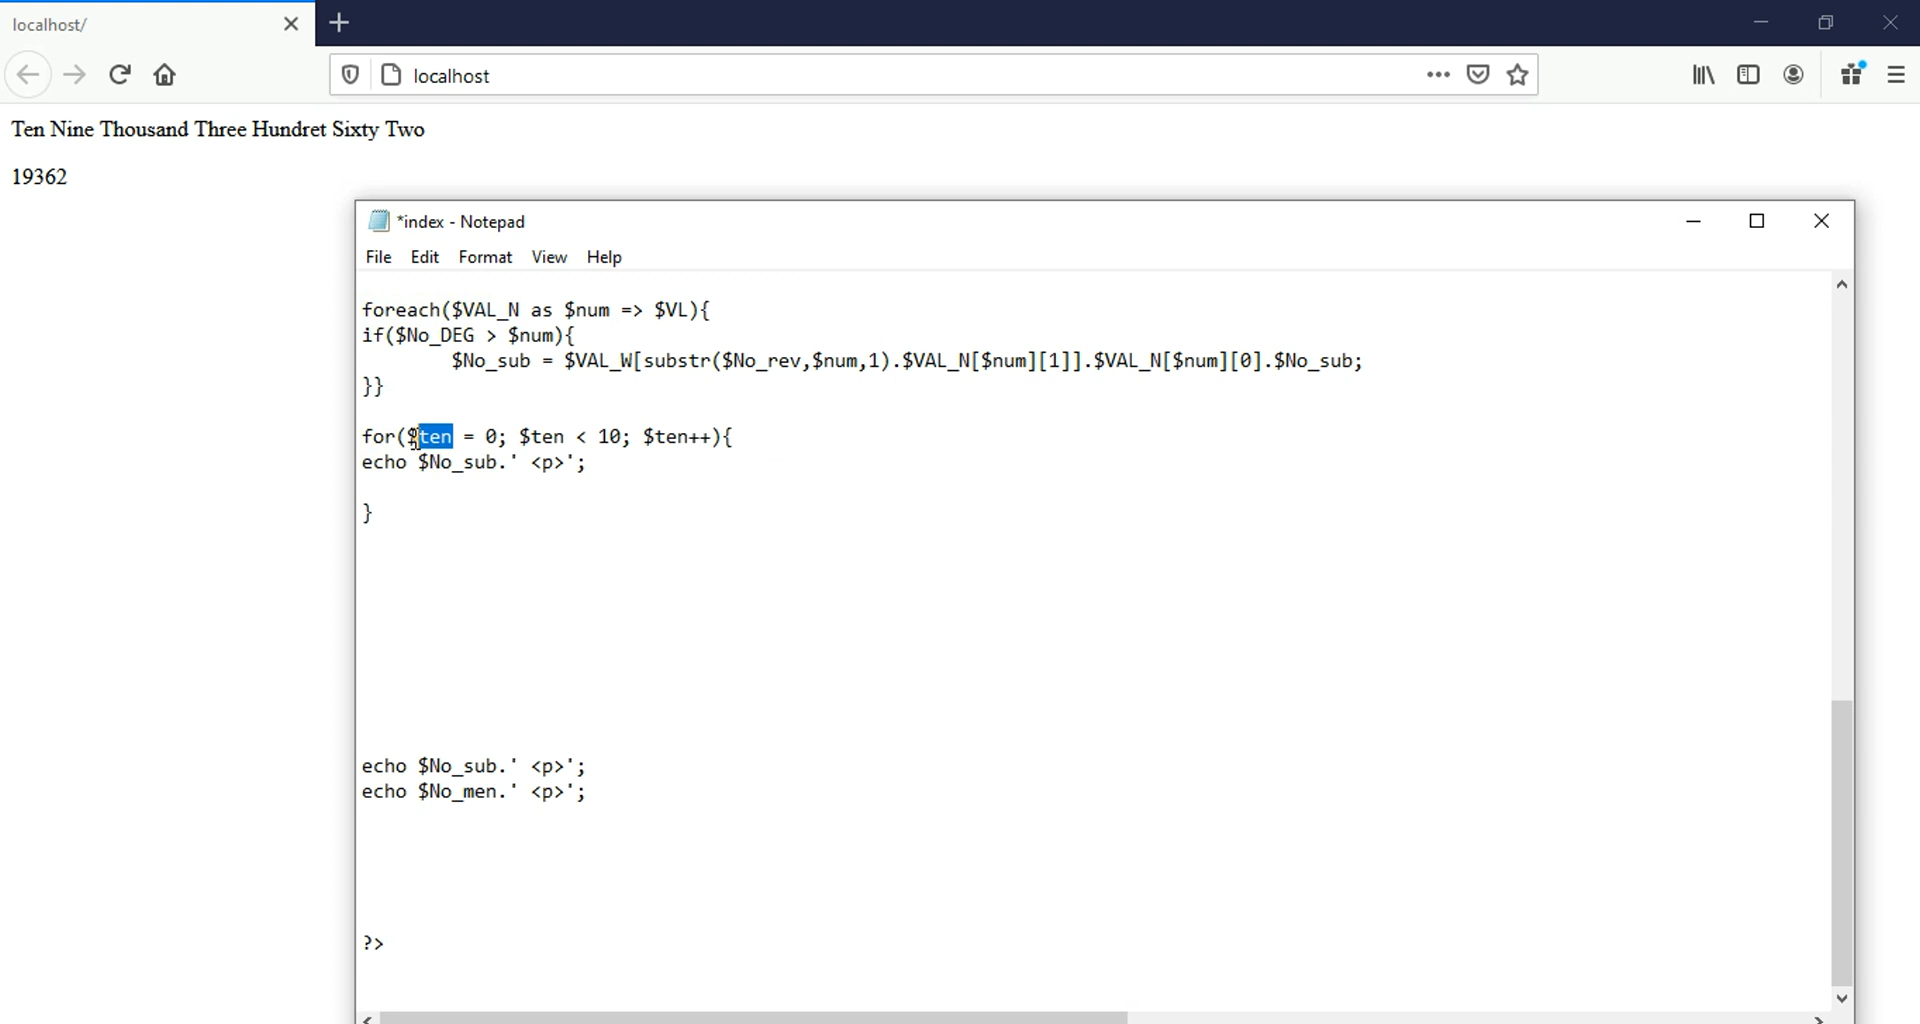 localhost/
localhost
Ten Nine Thousand Three Hundret Sixty Two
19362
*index - Notepad
File Edit Format View Help
foreach($VAL_N as $num => $VL){
if($No_DEG > $num){
$No_sub = $VAL_W[substr($No_rev,$num,1).$VAL_N[$num][1]].$VAL_N[$num][0].$No_sub;
}}
for($ten = 0; $ten < 10; $ten++){
echo $No_sub.' <p>';
}
echo $No_sub.' <p>';
echo $No_men.' <p>';
?>